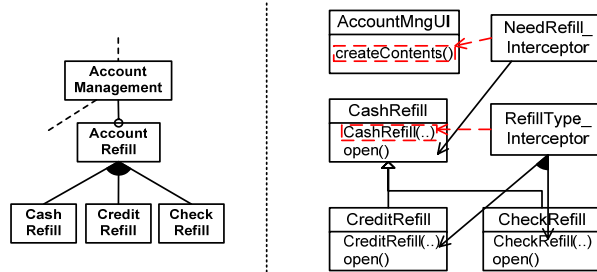 Account
Management
Account
Refill
Cash
Refill
Credit
Refill
Check
Refill
AccountMngUI
createContents()
NeedRefill_
Interceptor
CashRefill
CashRefill(..)
open()
RefillType_
Interceptor
CreditRefill
CreditRefill(..)
open()
CheckRefill
CheckRefill(..)
open()